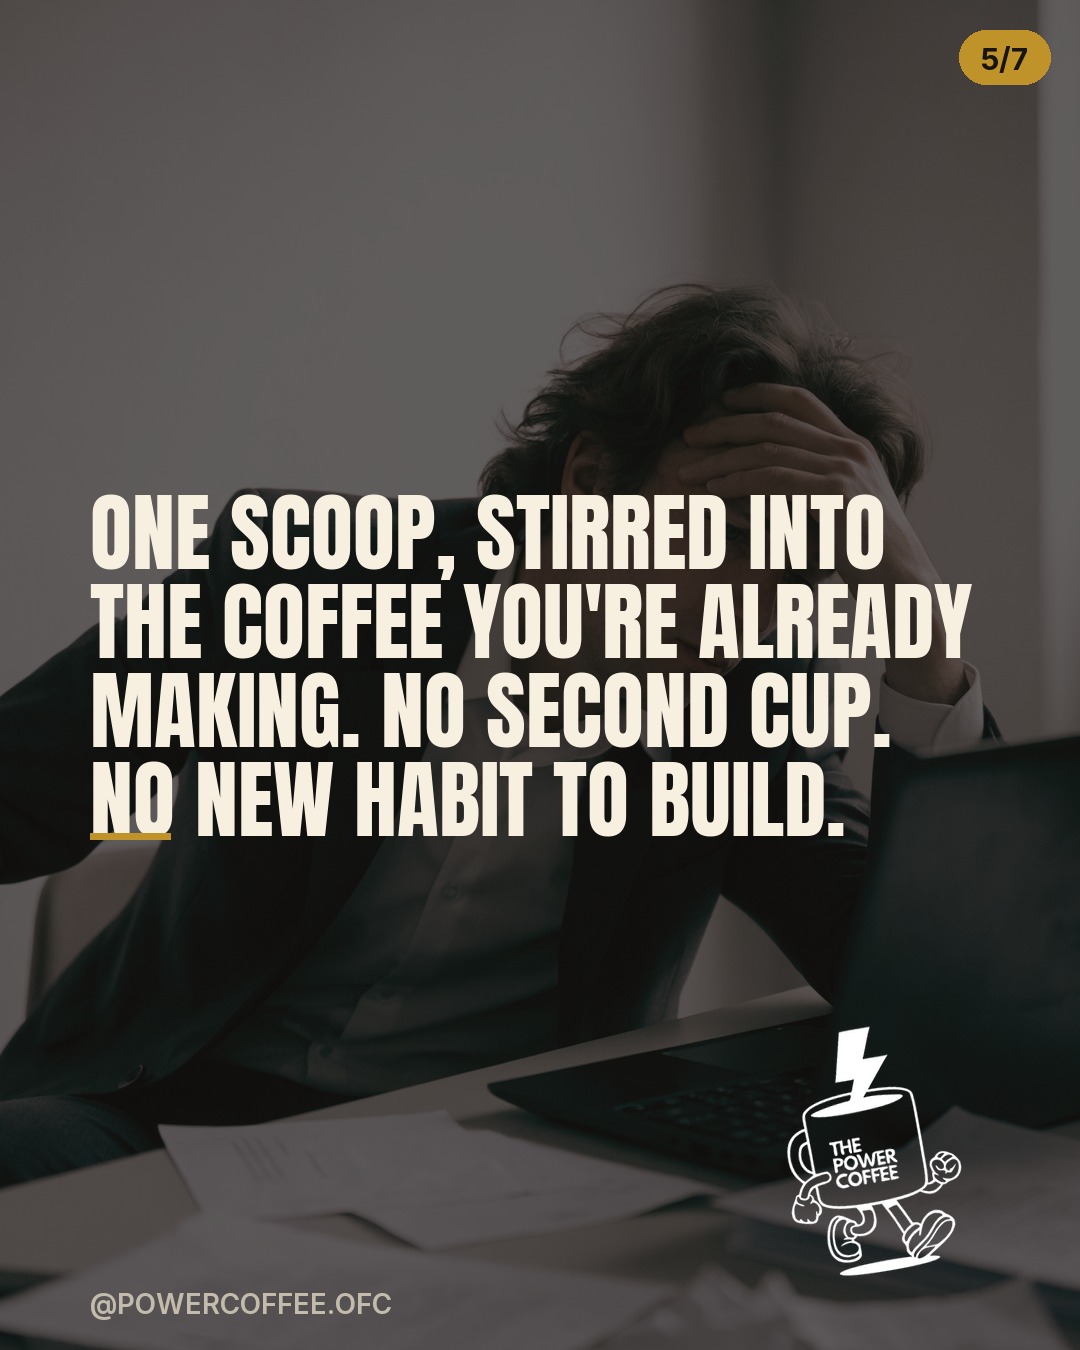 5/7
ONE SCOOP, STIRRED INTO
THE COFFEE YOU'RE ALREADY
MAKING. NO SECOND CUP.
NO NEW HABIT TO BUILD.
THE
POWER
COFFEE
@POWERCOFFEE.OFC